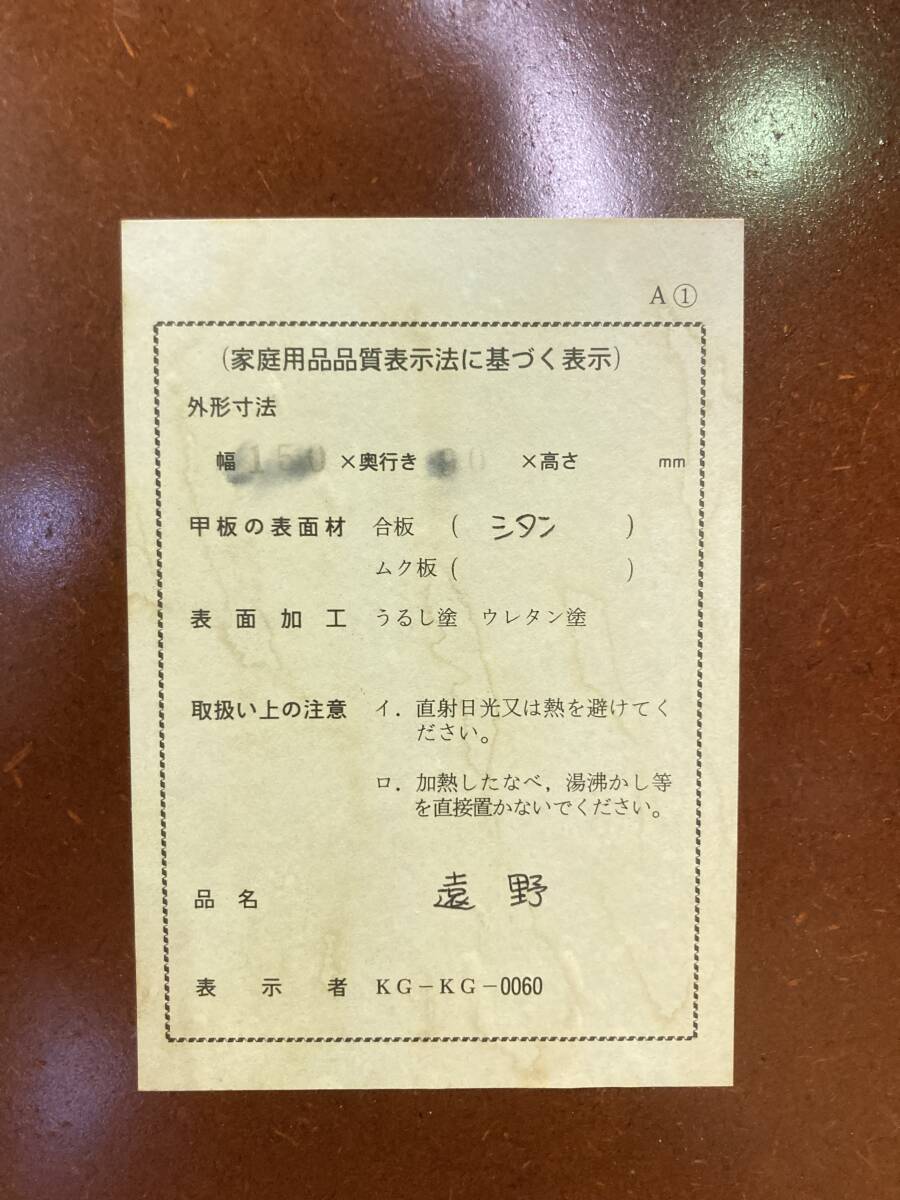 A①
(家庭用品品質表示法に基づく表示)
外形寸法
幅 150 ×奥行き ×高さ mm
甲板の表面材 合板 ( シタン )
ムク板 ( )
表面加工 うるし塗 ウレタン塗
取扱い上の注意 イ. 直射日光又は熱を避けてく
ださい。
ロ. 加熱したなべ, 湯沸かし等
を直接置かないでください。
品名 遠野
表示者 KG-KG-0060